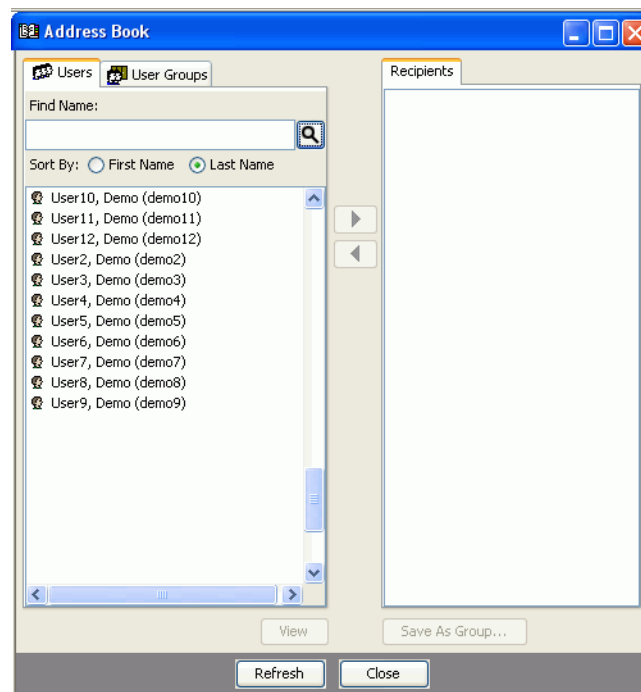 Address Book
Users
User Groups
Recipients
Find Name:
Sort By: First Name Last Name
User10, Demo (demo10)
User11, Demo (demo11)
User12, Demo (demo12)
User2, Demo (demo2)
User3, Demo (demo3)
User4, Demo (demo4)
User5, Demo (demo5)
User6, Demo (demo6)
User7, Demo (demo7)
User8, Demo (demo8)
User9, Demo (demo9)
View
Save As Group...
Refresh
Close